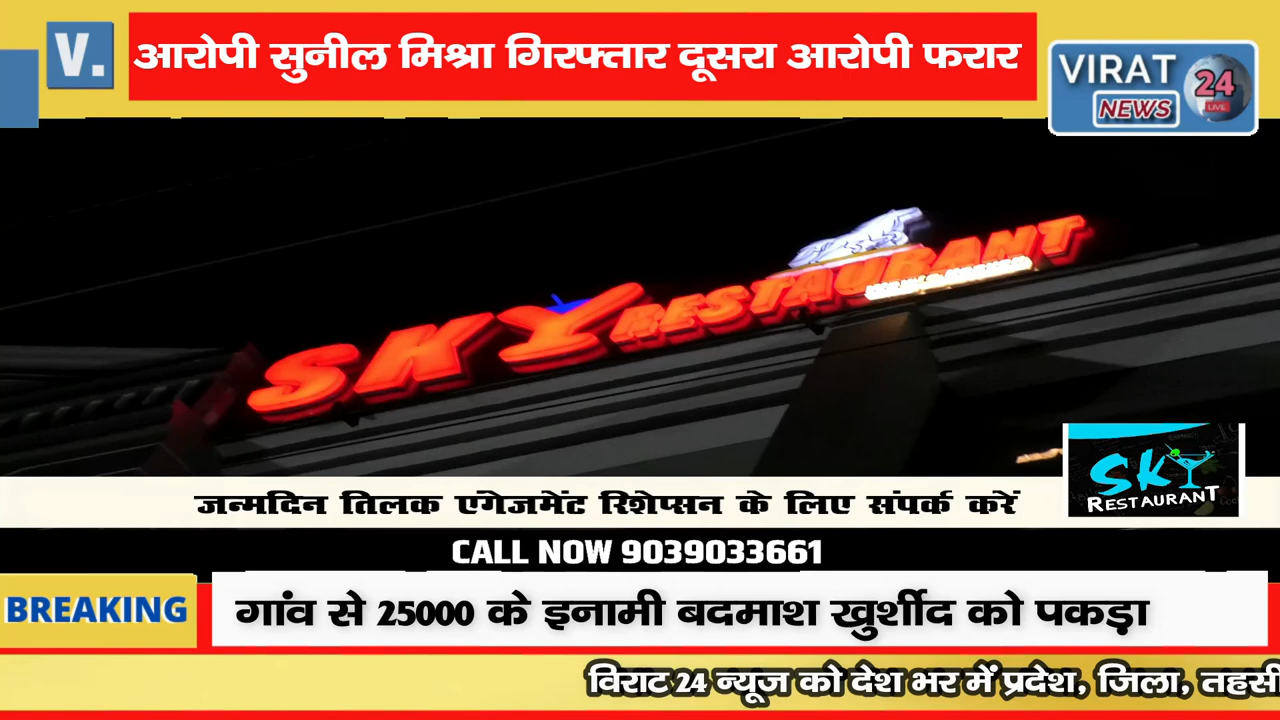 V.
आरोपी सुनील मिश्रा गिरफ्तार दूसरा आरोपी फरार
VIRAT
24
NEWS
LIVE
SKY RESTAURANT
SKY
RESTAURANT
जन्मदिन तिलक एंगेजमेंट रिशेप्सन के लिए संपर्क करें
CALL NOW 9039033661
BREAKING
गांव से 25000 के इनामी बदमाश खुर्शीद को पकड़ा
विराट 24 न्यूज को देश भर में प्रदेश, जिला, तहसी